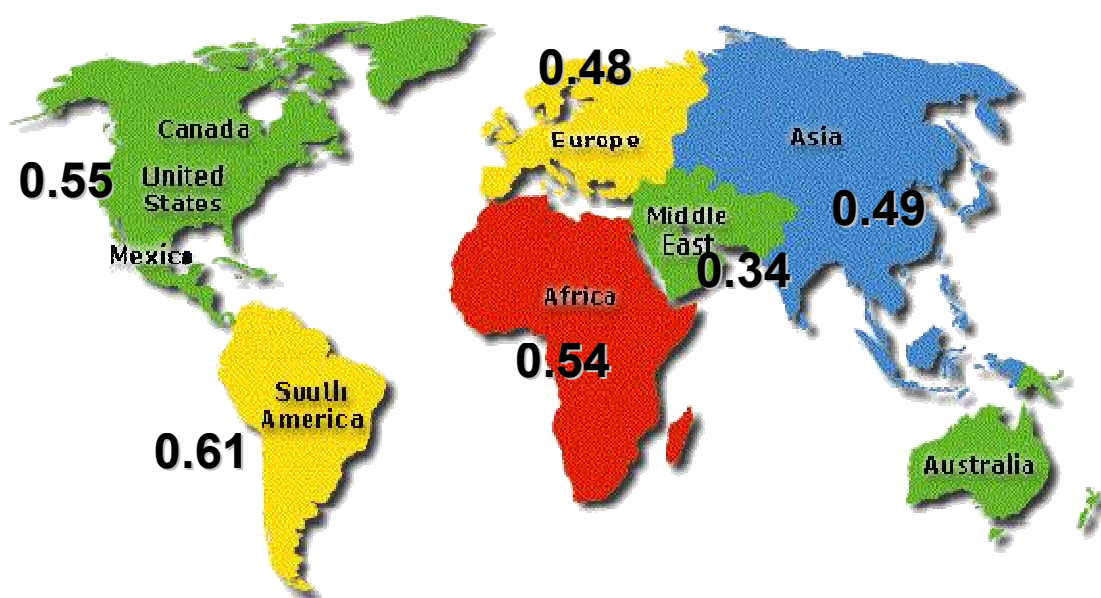 0.48
Canada
Europe
Asia
0.55
United
States
0.49
Middle
East
Mexico
0.34
Africa
0.54
South
America
0.61
Australia